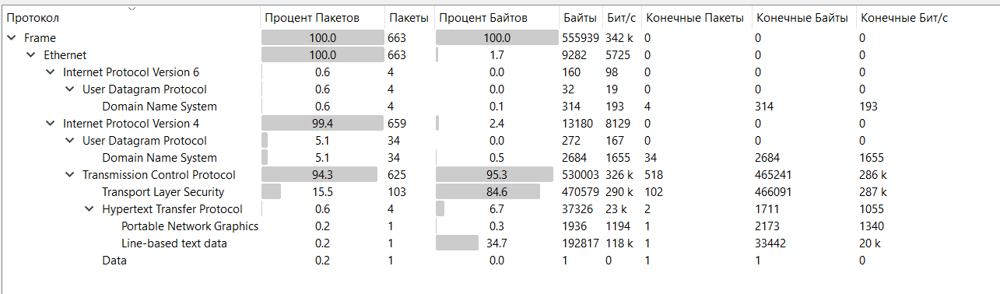 Протокол Процент Пакетов Пакеты Процент Байтов Байты Бит/с Конечные Пакеты Конечные Байты Конечные Бит/с
Frame 100.0 663 100.0 555939 342 k 0 0 0
Ethernet 100.0 663 1.7 9282 5725 0 0 0
Internet Protocol Version 6 0.6 4 0.0 160 98 0 0 0
User Datagram Protocol 0.6 4 0.0 32 19 0 0 0
Domain Name System 0.6 4 0.1 314 193 4 314 193
Internet Protocol Version 4 99.4 659 2.4 13180 8129 0 0 0
User Datagram Protocol 5.1 34 0.0 272 167 0 0 0
Domain Name System 5.1 34 0.5 2684 1655 34 2684 1655
Transmission Control Protocol 94.3 625 95.3 530003 326 k 518 465241 286 k
Transport Layer Security 15.5 103 84.6 470579 290 k 102 466091 287 k
Hypertext Transfer Protocol 0.6 4 6.7 37326 23 k 2 1711 1055
Portable Network Graphics 0.2 1 0.3 1936 1194 1 2173 1340
Line-based text data 0.2 1 34.7 192817 118 k 1 33442 20 k
Data 0.2 1 0.0 1 0 1 1 0